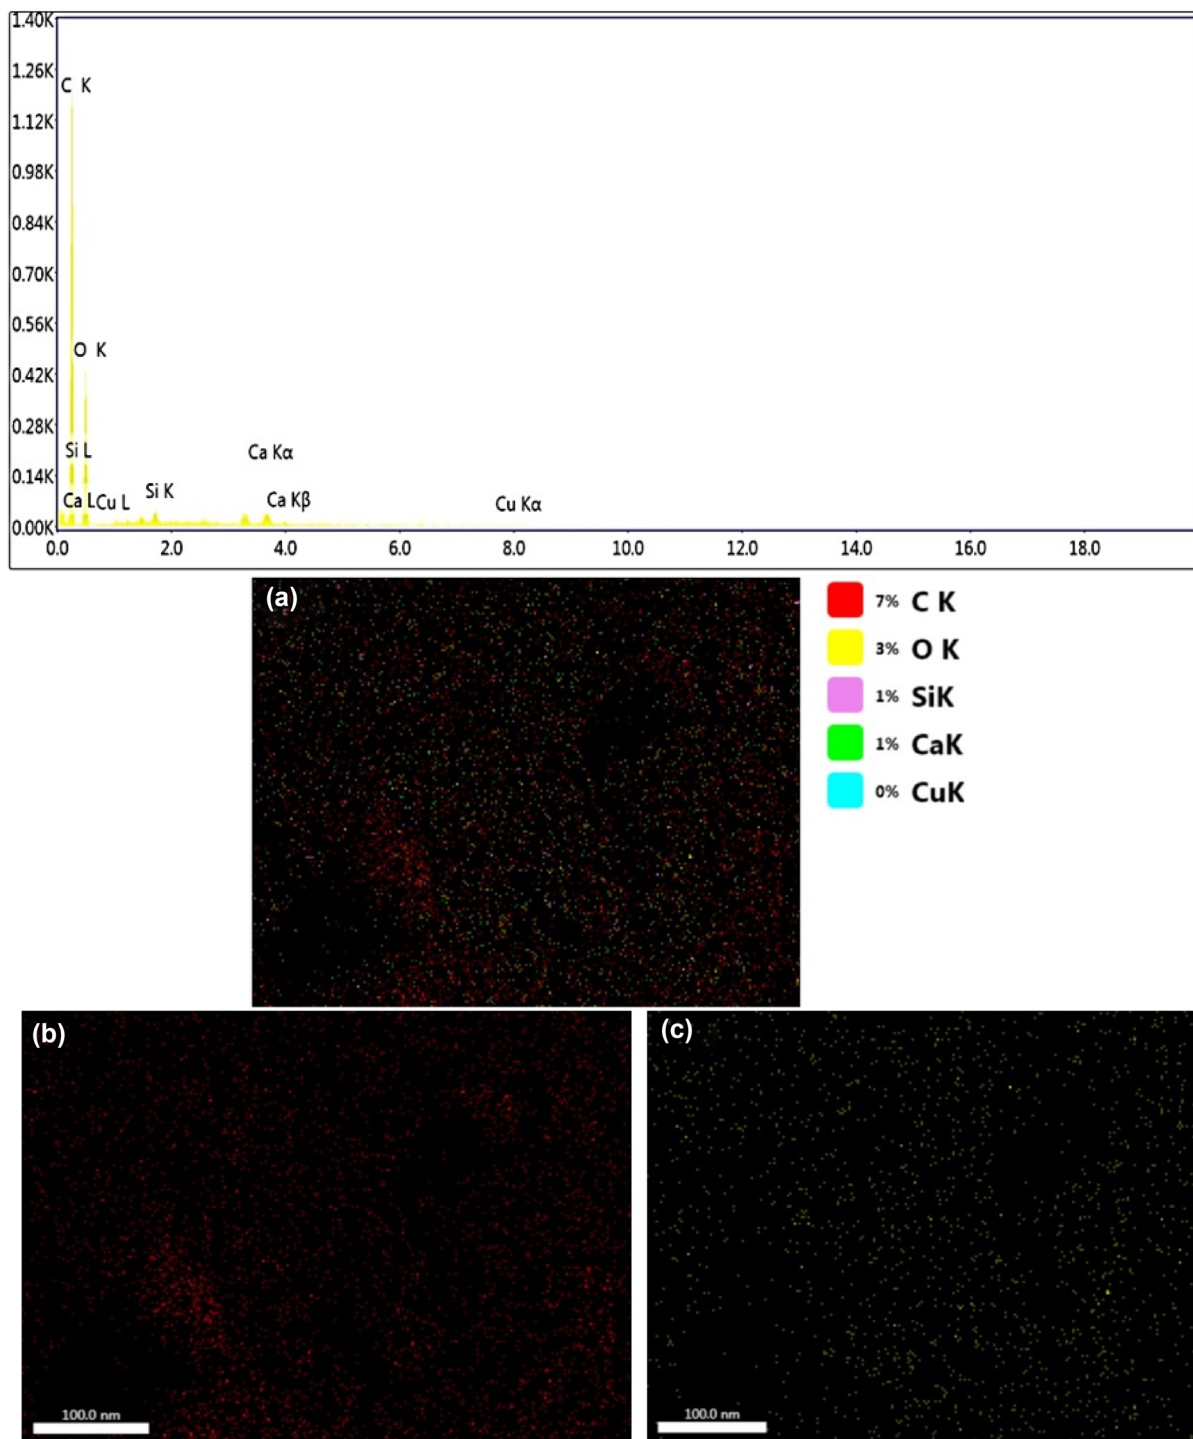 1.40K
1.26K
C K
1.12K
0.98K
0.84K
0.70K
0.56K
O K
0.42K
0.28K
Si L
Ca Kα
0.14K
Si K
Ca L Cu L
Ca Kβ
Cu Kα
0.00K
0.0 2.0 4.0 6.0 8.0 10.0 12.0 14.0 16.0 18.0
(a)
7% C K
3% O K
1% SiK
1% CaK
0% CuK
(b)
(c)
100.0 nm
100.0 nm